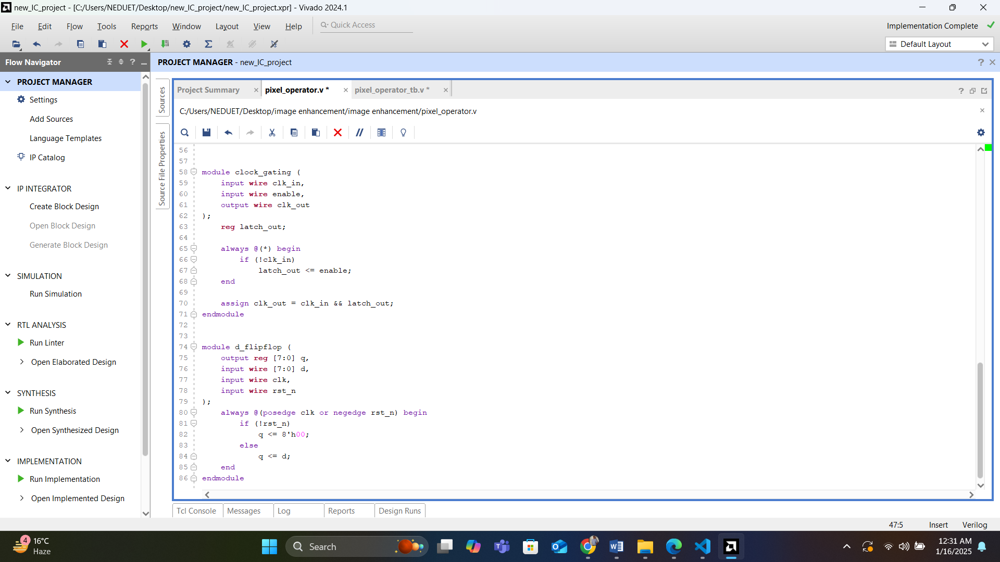 new_IC_project - [C:/Users/NEDUET/Desktop/new_IC_project/new_IC_project.xpr] - Vivado 2024.1
File Edit Flow Tools Reports Window Layout View Help Quick Access
Implementation Complete
Default Layout
Flow Navigator ?
PROJECT MANAGER - new_IC_project ?
PROJECT MANAGER
Settings
Add Sources
Language Templates
IP Catalog
IP INTEGRATOR
Create Block Design
Open Block Design
Generate Block Design
SIMULATION
Run Simulation
RTL ANALYSIS
Run Linter
Open Elaborated Design
SYNTHESIS
Run Synthesis
Open Synthesized Design
IMPLEMENTATION
Run Implementation
Open Implemented Design
Sources
Source File Properties
Project Summary pixel_operator.v * pixel_operator_tb.v * ?
C:/Users/NEDUET/Desktop/image enhancement/image enhancement/pixel_operator.v
56
57
58 module clock_gating (
59 input wire clk_in,
60 input wire enable,
61 output wire clk_out
62 );
63 reg latch_out;
64
65 always @(*) begin
66 if (!clk_in)
67 latch_out <= enable;
68 end
69
70 assign clk_out = clk_in && latch_out;
71 endmodule
72
73
74 module d_flipflop (
75 output reg [7:0] q,
76 input wire [7:0] d,
77 input wire clk,
78 input wire rst_n
79 );
80 always @(posedge clk or negedge rst_n) begin
81 if (!rst_n)
82 q <= 8'h00;
83 else
84 q <= d;
85 end
86 endmodule
Tcl Console Messages Log Reports Design Runs
47:5 Insert Verilog
4 16°C
Haze
Search
12:31 AM
1/16/2025